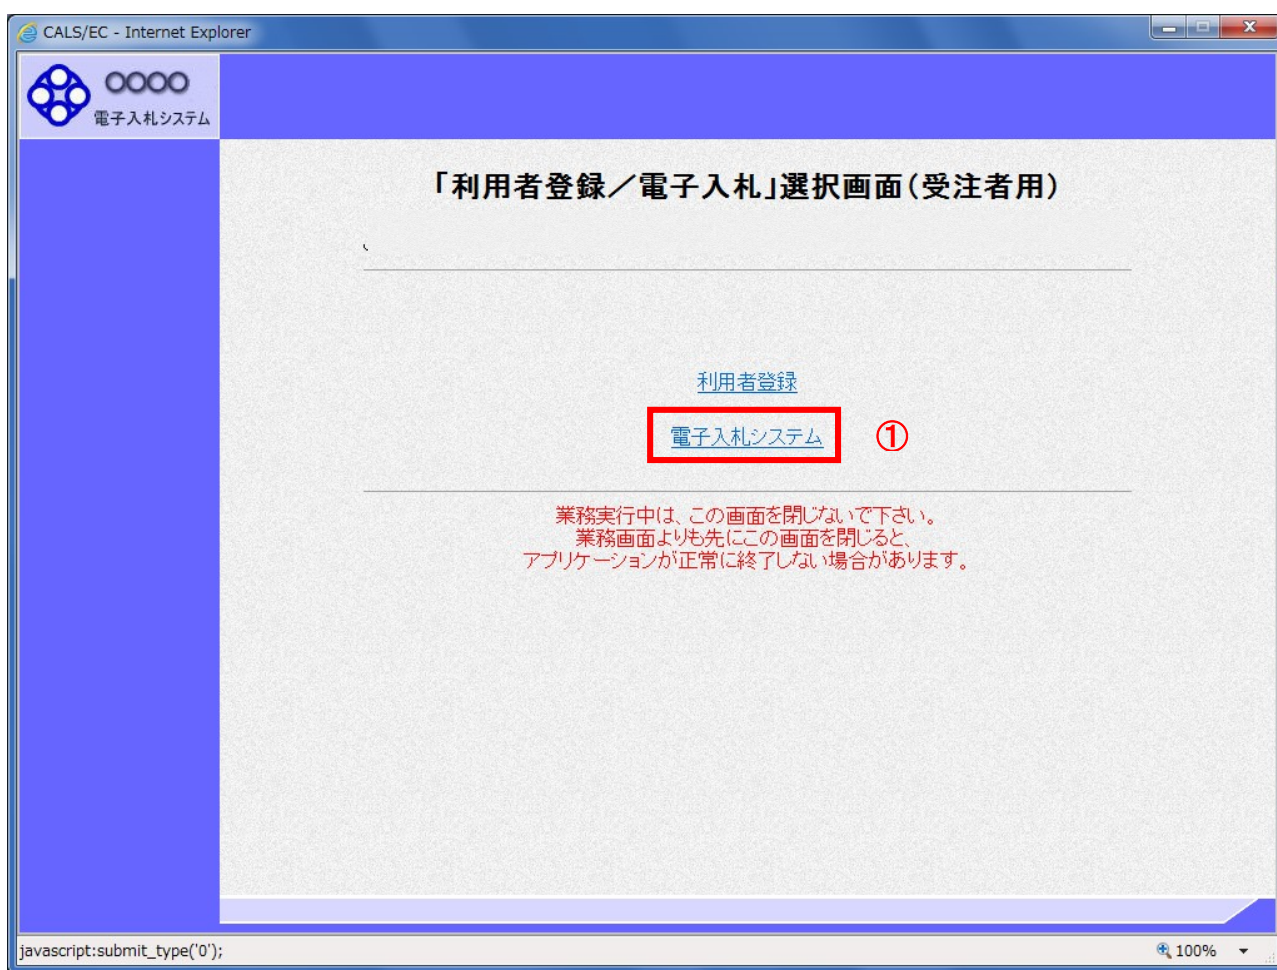 CALS/EC - Internet Explorer
○○○○
電子入札システム
「利用者登録／電子入札」選択画面（受注者用）
利用者登録
電子入札システム ①
業務実行中は、この画面を閉じないで下さい。
業務画面よりも先にこの画面を閉じると、
アプリケーションが正常に終了しない場合があります。
javascript:submit_type('0');
100%